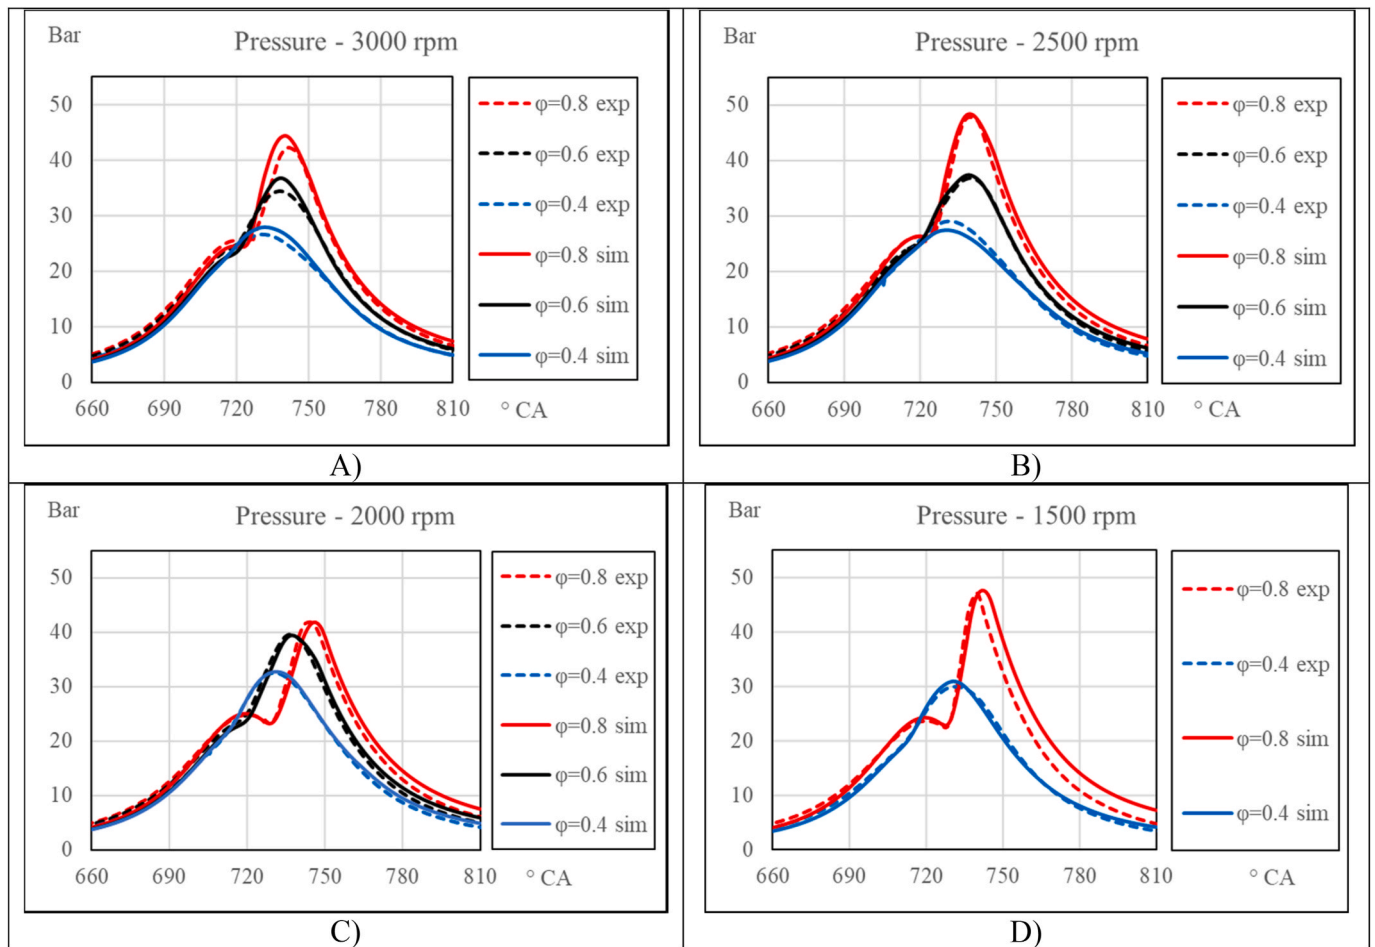 Bar
Pressure - 3000 rpm
50
40
30
20
10
0
660 690 720 750 780 810 ° CA
φ=0.8 exp
φ=0.6 exp
φ=0.4 exp
φ=0.8 sim
φ=0.6 sim
φ=0.4 sim
A)
Bar
Pressure - 2500 rpm
50
40
30
20
10
0
660 690 720 750 780 810 ° CA
φ=0.8 exp
φ=0.6 exp
φ=0.4 exp
φ=0.8 sim
φ=0.6 sim
φ=0.4 sim
B)
Bar
Pressure - 2000 rpm
50
40
30
20
10
0
660 690 720 750 780 810 ° CA
φ=0.8 exp
φ=0.6 exp
φ=0.4 exp
φ=0.8 sim
φ=0.6 sim
φ=0.4 sim
C)
Bar
Pressure - 1500 rpm
50
40
30
20
10
0
660 690 720 750 780 810 ° CA
φ=0.8 exp
φ=0.4 exp
φ=0.8 sim
φ=0.4 sim
D)